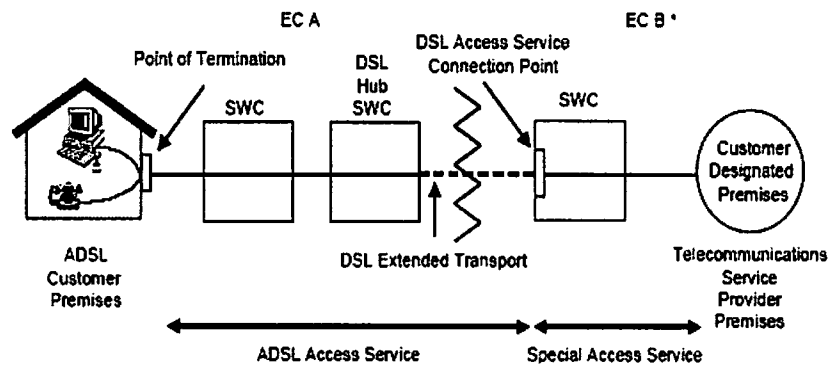 EC A
EC B *
Point of Termination
DSL Access Service
Connection Point
DSL
Hub
SWC
SWC
SWC
Customer
Designated
Premises
DSL Extended Transport
ADSL
Customer
Premises
Telecommunications
Service
Provider
Premises
ADSL Access Service
Special Access Service